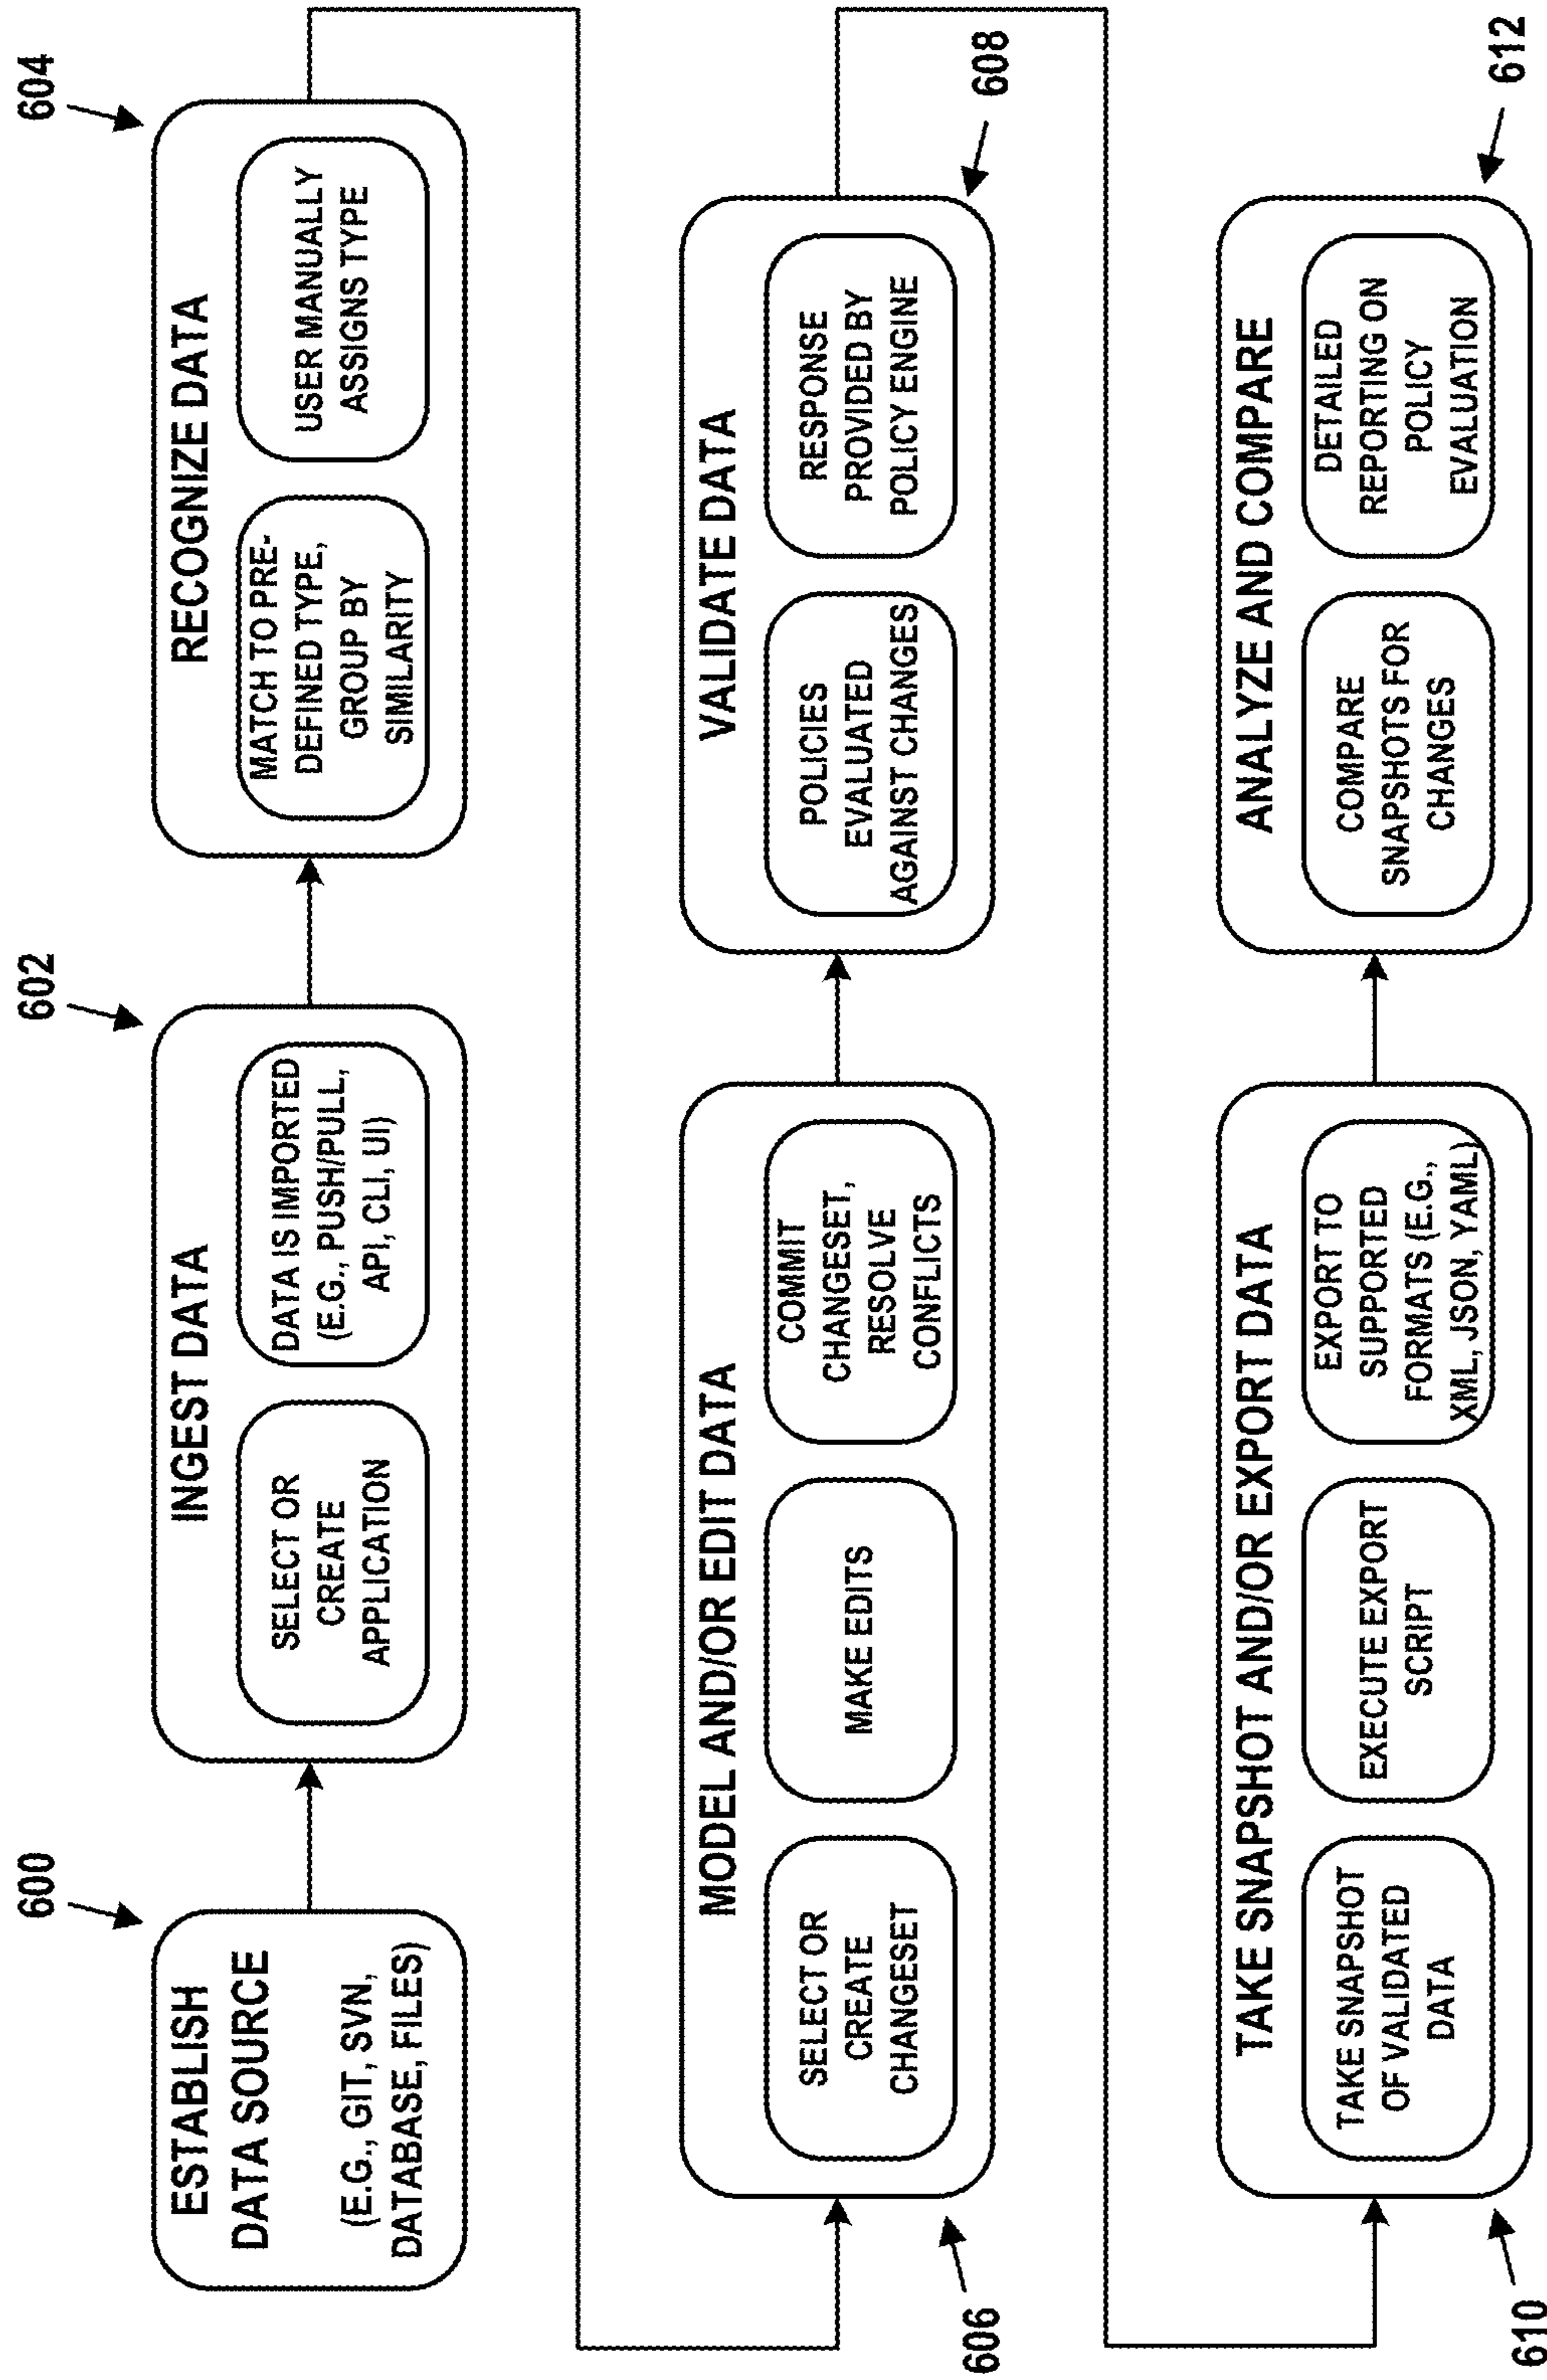 600
ESTABLISH
DATA SOURCE
(E.G., GIT, SVN,
DATABASE, FILES)
602
INGEST DATA
SELECT OR
CREATE
APPLICATION
DATA IS IMPORTED
(E.G., PUSH/PULL,
API, CLI, UI)
604
RECOGNIZE DATA
MATCH TO PRE-
DEFINED TYPE,
GROUP BY
SIMILARITY
USER MANUALLY
ASSIGNS TYPE
606
MODEL AND/OR EDIT DATA
SELECT OR
CREATE
CHANGESET
MAKE EDITS
COMMIT
CHANGESET,
RESOLVE
CONFLICTS
608
VALIDATE DATA
POLICIES
EVALUATED
AGAINST CHANGES
RESPONSE
PROVIDED BY
POLICY ENGINE
610
TAKE SNAPSHOT AND/OR EXPORT DATA
TAKE SNAPSHOT
OF VALIDATED
DATA
EXECUTE EXPORT
SCRIPT
EXPORT TO
SUPPORTED
FORMATS (E.G.,
XML, JSON, YAML)
612
ANALYZE AND COMPARE
COMPARE
SNAPSHOTS FOR
CHANGES
DETAILED
REPORTING ON
POLICY
EVALUATION